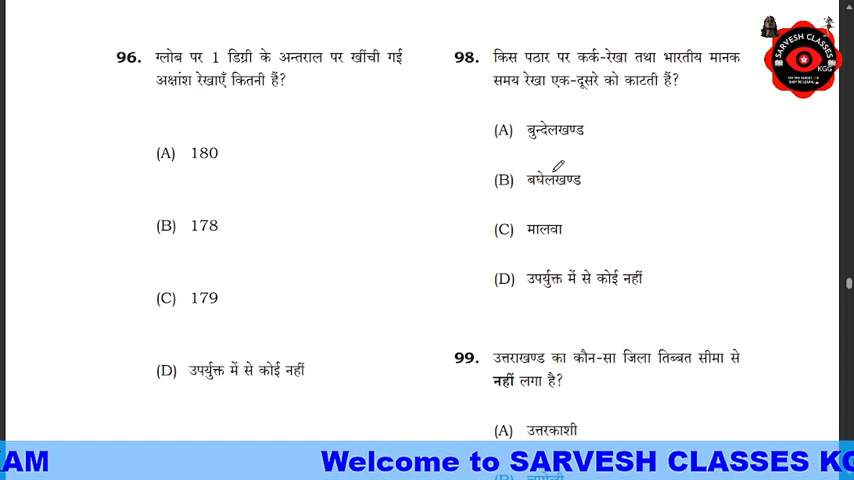 96. ग्लोब पर 1 डिग्री के अन्तराल पर खींची गई
अक्षांश रेखाएँ कितनी हैं?
(A) 180
(B) 178
(C) 179
(D) उपर्युक्त में से कोई नहीं
98. किस पठार पर कर्क-रेखा तथा भारतीय मानक
समय रेखा एक-दूसरे को काटती हैं?
(A) बुन्देलखण्ड
(B) बघेलखण्ड
(C) मालवा
(D) उपर्युक्त में से कोई नहीं
99. उत्तराखण्ड का कौन-सा जिला तिब्बत सीमा से
नहीं लगा है?
(A) उत्तरकाशी
SARVESH CLASSES
KGG
XAM Welcome to SARVESH CLASSES KG